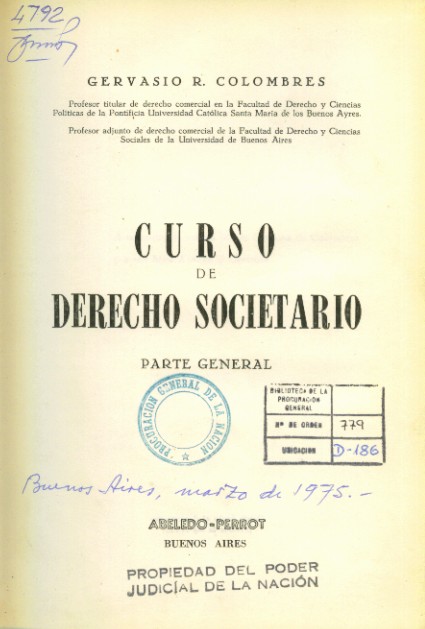 4792
GERVASIO R. COLOMBRES
Profesor titular de derecho comercial en la Facultad de Derecho y Ciencias
Políticas de la Pontificia Universidad Católica Santa María de los Buenos Ayres.
Profesor adjunto de derecho comercial de la Facultad de Derecho y Ciencias
Sociales de la Universidad de Buenos Aires
CURSO
DE
DERECHO SOCIETARIO
PARTE GENERAL
PROCURACION GENERAL DE LA NACION
BIBLIOTECA DE LA
PROCURACION
GENERAL
Nº DE ORDEN 779
UBICACION D-186
Buenos Aires, marzo de 1975.-
ABELEDO-PERROT
BUENOS AIRES
PROPIEDAD DEL PODER
JUDICIAL DE LA NACIÓN